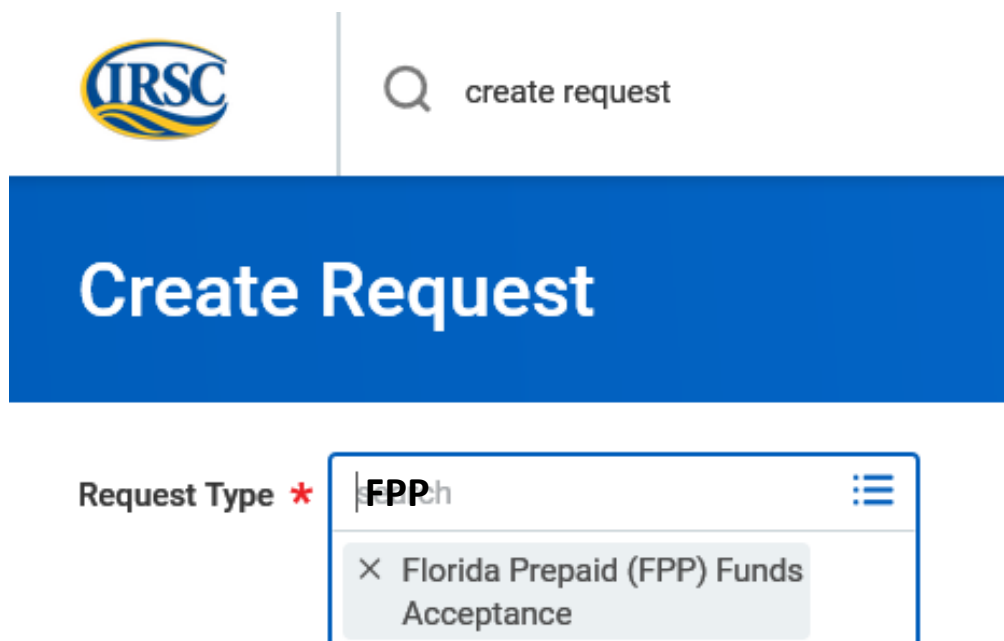 IRSC
create request
Create Request
Request Type *
FPP
× Florida Prepaid (FPP) Funds
Acceptance